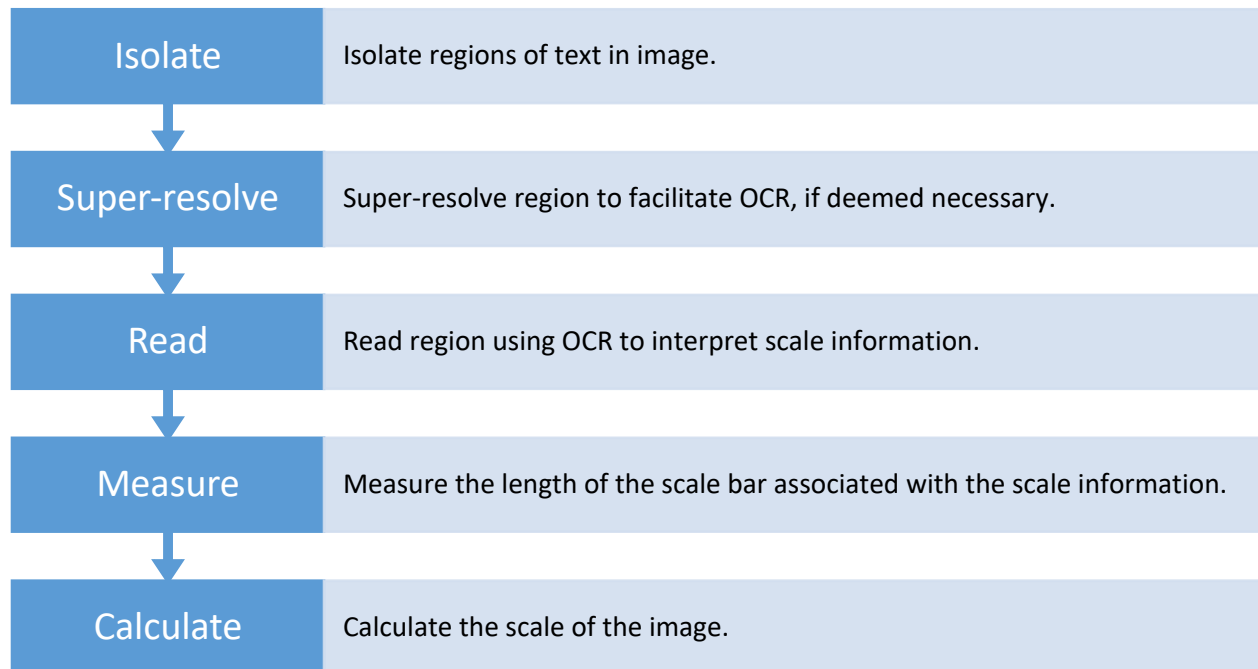 Isolate
Isolate regions of text in image.
Super-resolve
Super-resolve region to facilitate OCR, if deemed necessary.
Read
Read region using OCR to interpret scale information.
Measure
Measure the length of the scale bar associated with the scale information.
Calculate
Calculate the scale of the image.